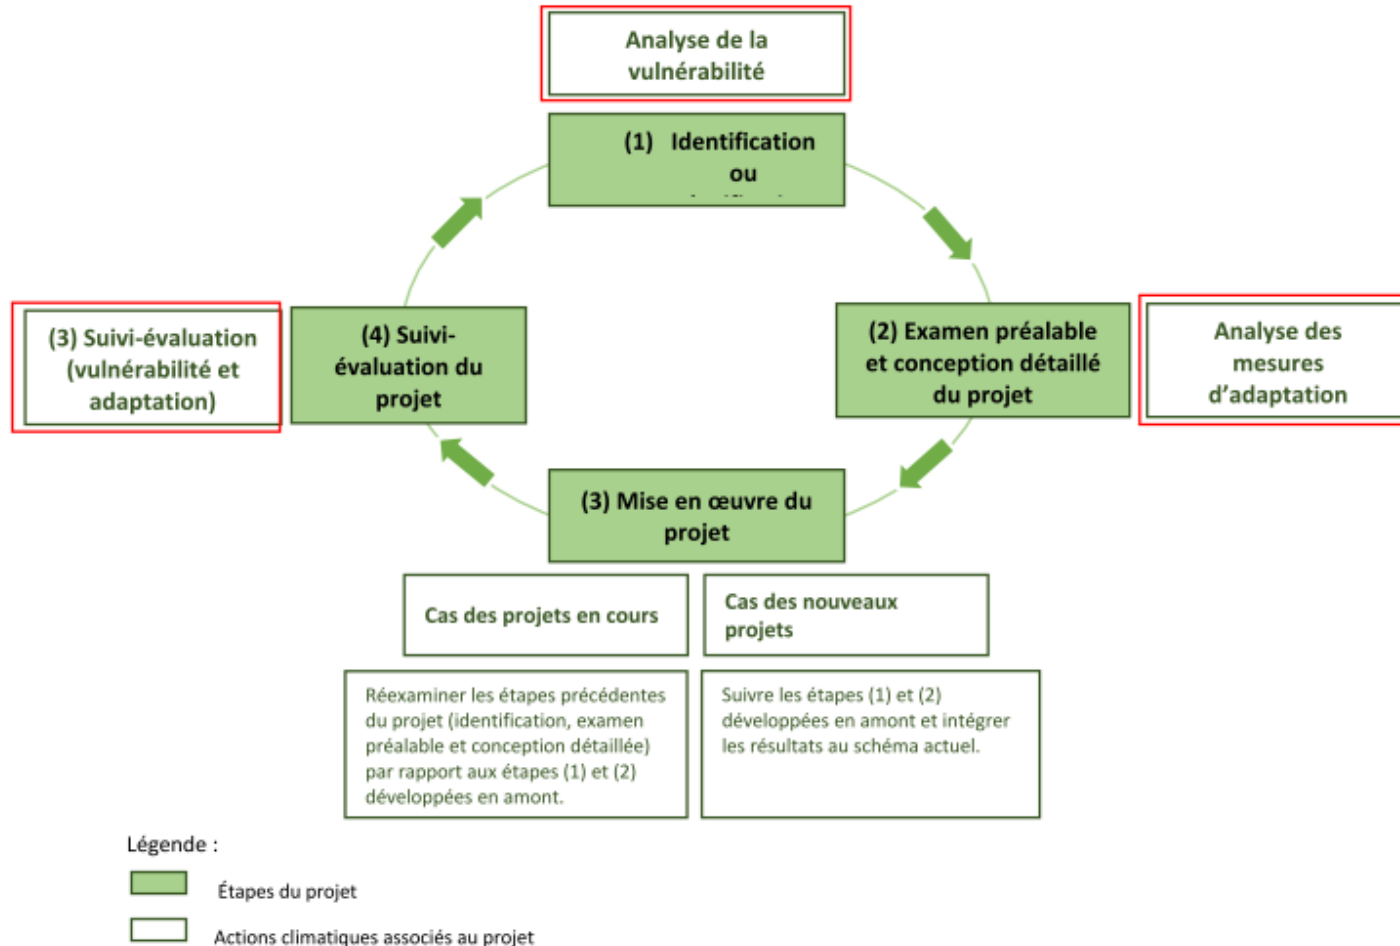 Analyse de la
vulnérabilité
(1) Identification
ou
(3) Suivi-évaluation
(vulnérabilité et
adaptation)
(4) Suivi-
évaluation du
projet
(2) Examen préalable
et conception détaillé
du projet
Analyse des
mesures
d’adaptation
(3) Mise en œuvre du
projet
Cas des projets en cours
Cas des nouveaux
projets
Réexaminer les étapes précédentes
du projet (identification, examen
préalable et conception détaillée)
par rapport aux étapes (1) et (2)
développées en amont.
Suivre les étapes (1) et (2)
développées en amont et intégrer
les résultats au schéma actuel.
Légende :
Étapes du projet
Actions climatiques associés au projet